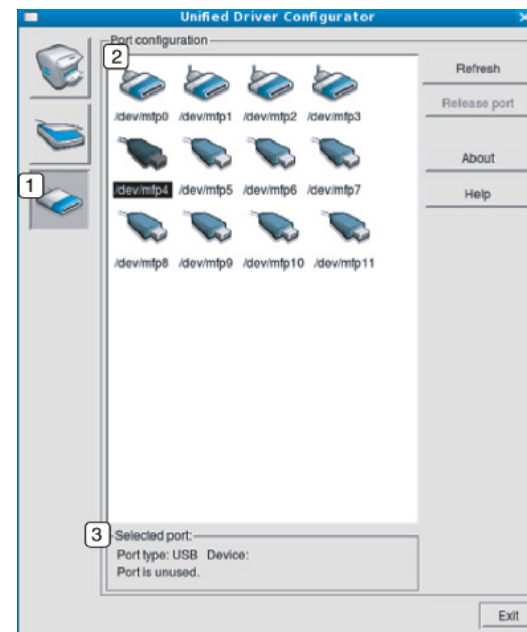 Unified Driver Configurator
Port configuration
2
Refresh
/dev/mfp0 /dev/mfp1 /dev/mfp2 /dev/mfp3
Release port
About
1
/dev/mfp4 /dev/mfp5 /dev/mfp6 /dev/mfp7
Help
/dev/mfp8 /dev/mfp9 /dev/mfp10 /dev/mfp11
3
Selected port:
Port type: USB Device:
Port is unused.
Exit